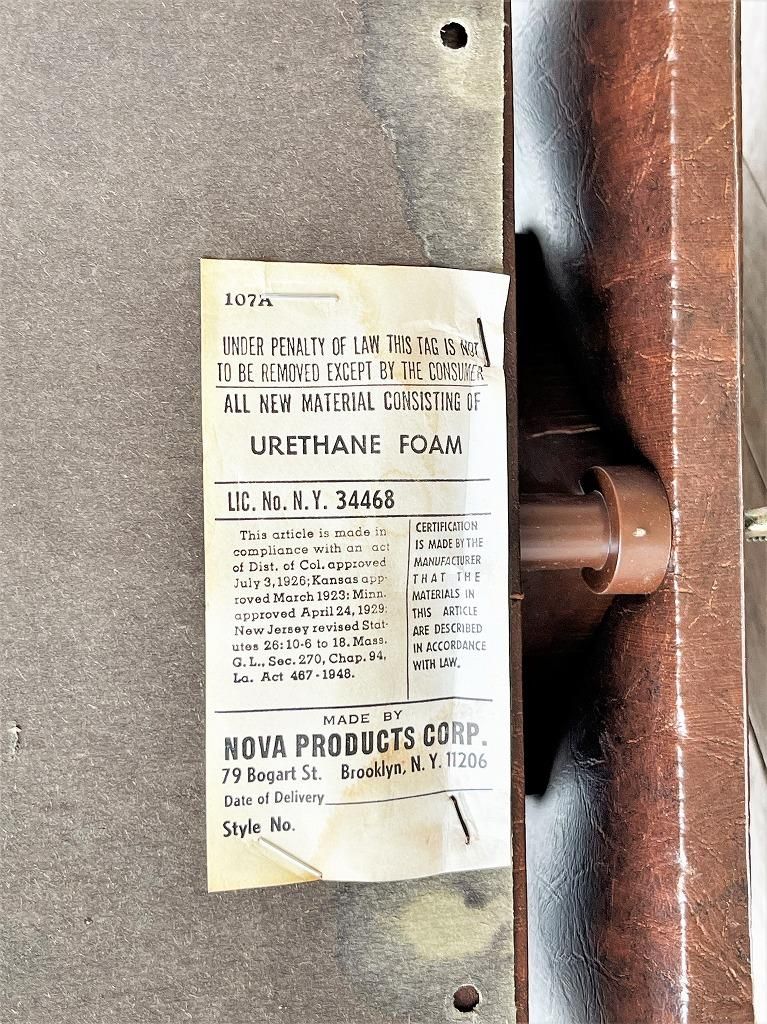 107A
UNDER PENALTY OF LAW THIS TAG IS NOT
TO BE REMOVED EXCEPT BY THE CONSUMER
ALL NEW MATERIAL CONSISTING OF
URETHANE FOAM
LIC. No. N.Y. 34468
This article is made in
compliance with an act
of Dist. of Col. approved
July 3, 1926; Kansas app-
roved March 1923: Minn.
approved April 24, 1929;
New Jersey revised Stat-
utes 26:10-6 to 18. Mass.
G. L., Sec. 270, Chap. 94,
La. Act 467-1948.
CERTIFICATION
IS MADE BY THE
MANUFACTURER
THAT THE
MATERIALS IN
THIS ARTICLE
ARE DESCRIBED
IN ACCORDANCE
WITH LAW.
MADE BY
NOVA PRODUCTS CORP.
79 Bogart St. Brooklyn, N. Y. 11206
Date of Delivery
Style No.